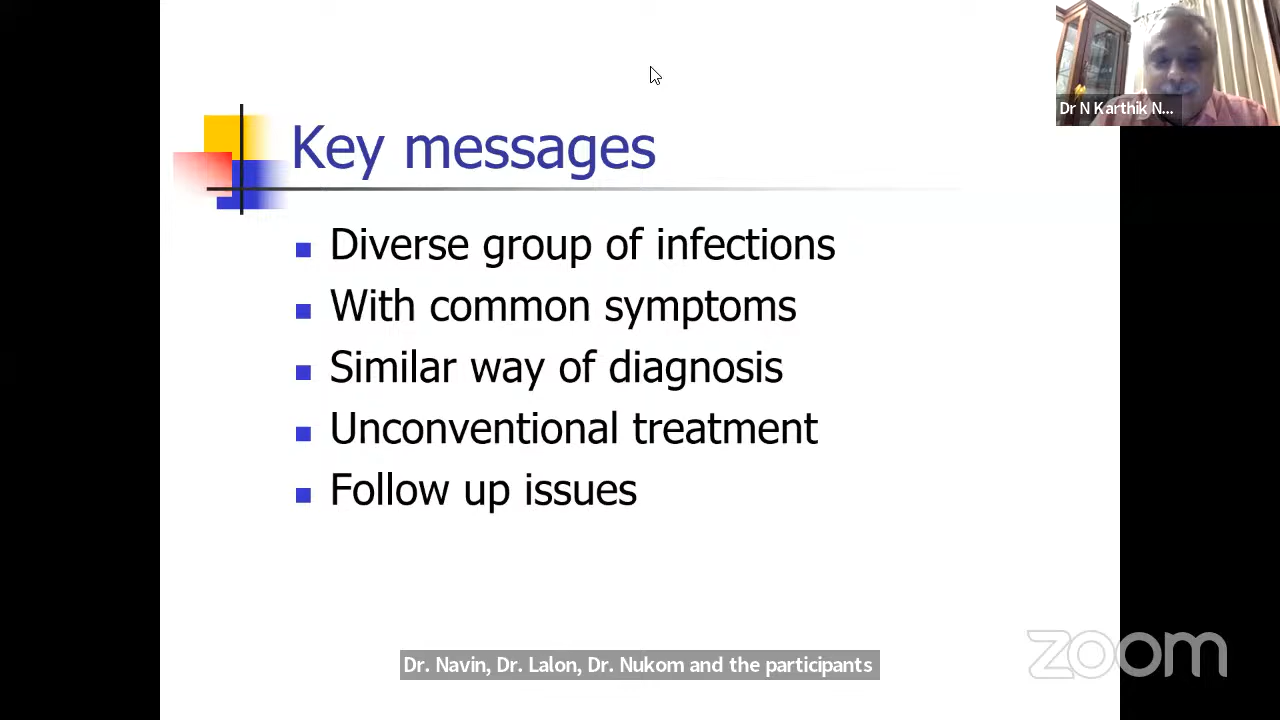 Dr N Karthik N...
Key messages
Diverse group of infections
With common symptoms
Similar way of diagnosis
Unconventional treatment
Follow up issues
Dr. Navin, Dr. Lalon, Dr. Nukom and the participants
zoom